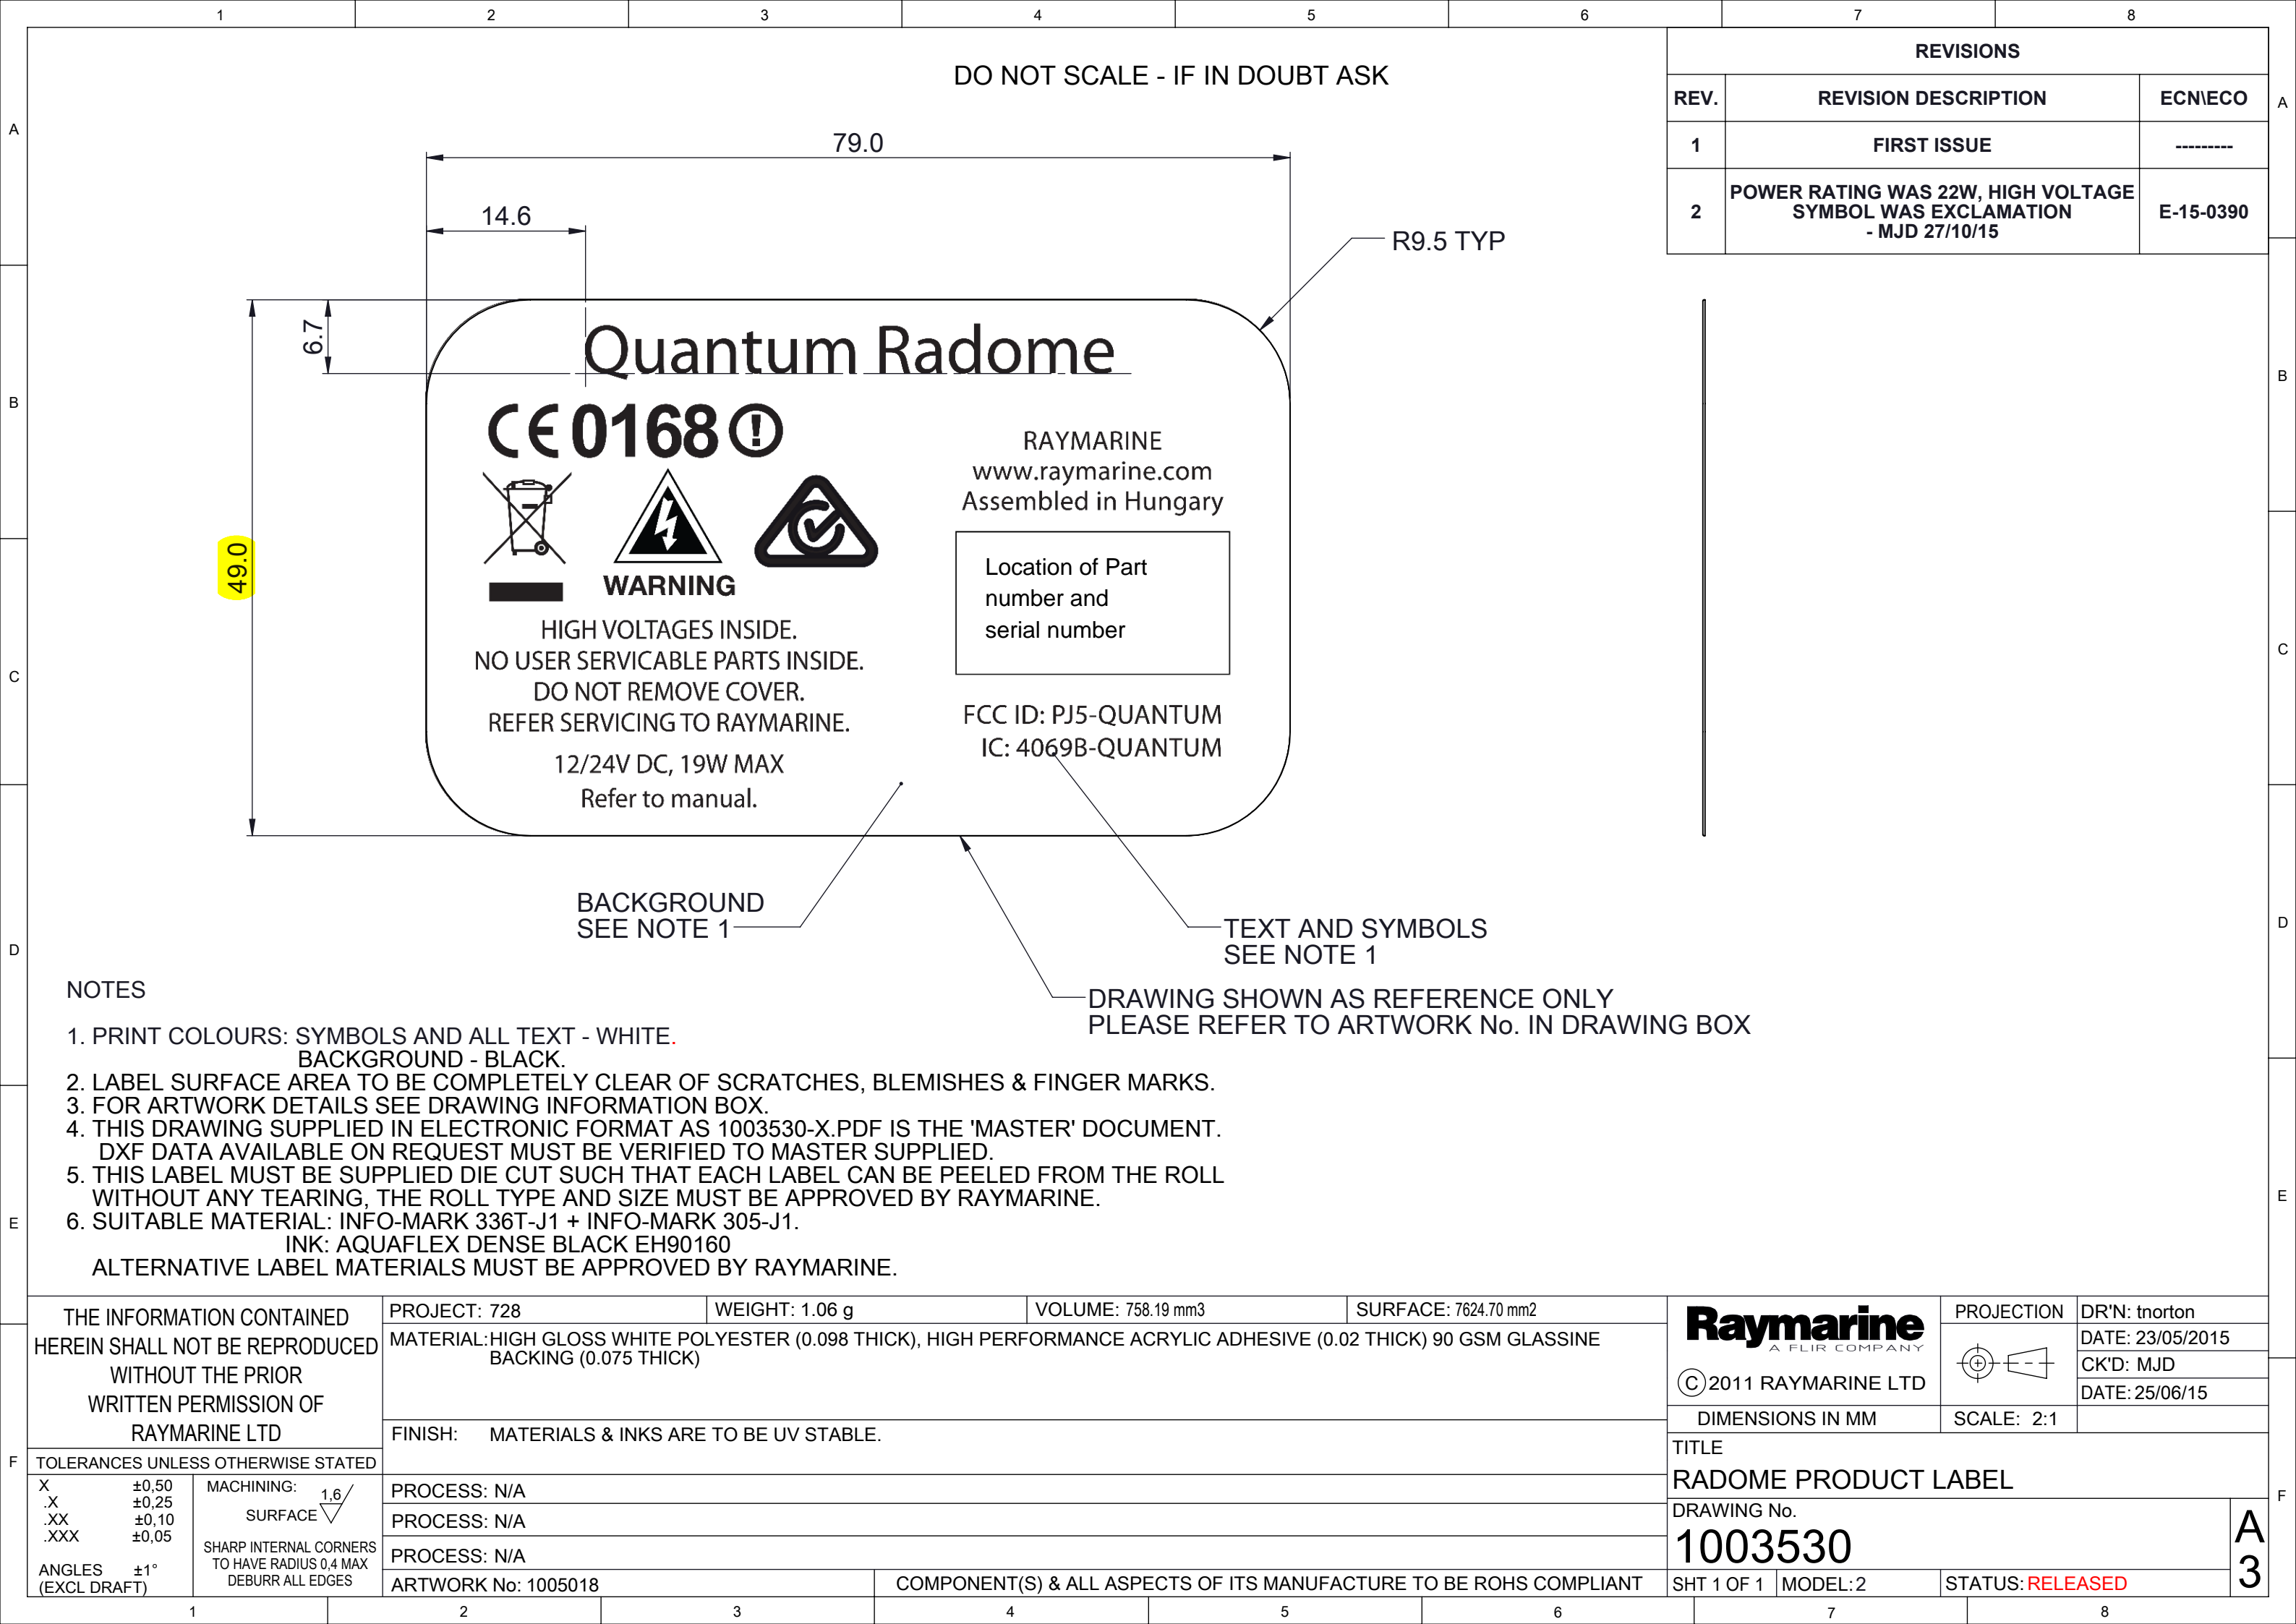 1 2 3 4 5 6 7 8
DO NOT SCALE - IF IN DOUBT ASK
REVISIONS
REV. REVISION DESCRIPTION ECN\ECO
1 FIRST ISSUE ---------
2 POWER RATING WAS 22W, HIGH VOLTAGE
SYMBOL WAS EXCLAMATION E-15-0390
- MJD 27/10/15
A A
B B
C C
D D
E E
F F
79.0
14.6
R9.5 TYP
6.7
49.0
Quantum Radome
CE 0168 !
WARNING
HIGH VOLTAGES INSIDE.
NO USER SERVICABLE PARTS INSIDE.
DO NOT REMOVE COVER.
REFER SERVICING TO RAYMARINE.
12/24V DC, 19W MAX
Refer to manual.
RAYMARINE
www.raymarine.com
Assembled in Hungary
Location of Part
number and
serial number
FCC ID: PJ5-QUANTUM
IC: 4069B-QUANTUM
BACKGROUND
SEE NOTE 1
TEXT AND SYMBOLS
SEE NOTE 1
DRAWING SHOWN AS REFERENCE ONLY
PLEASE REFER TO ARTWORK No. IN DRAWING BOX
NOTES
1. PRINT COLOURS: SYMBOLS AND ALL TEXT - WHITE.
BACKGROUND - BLACK.
2. LABEL SURFACE AREA TO BE COMPLETELY CLEAR OF SCRATCHES, BLEMISHES & FINGER MARKS.
3. FOR ARTWORK DETAILS SEE DRAWING INFORMATION BOX.
4. THIS DRAWING SUPPLIED IN ELECTRONIC FORMAT AS 1003530-X.PDF IS THE 'MASTER' DOCUMENT.
DXF DATA AVAILABLE ON REQUEST MUST BE VERIFIED TO MASTER SUPPLIED.
5. THIS LABEL MUST BE SUPPLIED DIE CUT SUCH THAT EACH LABEL CAN BE PEELED FROM THE ROLL
WITHOUT ANY TEARING, THE ROLL TYPE AND SIZE MUST BE APPROVED BY RAYMARINE.
6. SUITABLE MATERIAL: INFO-MARK 336T-J1 + INFO-MARK 305-J1.
INK: AQUAFLEX DENSE BLACK EH90160
ALTERNATIVE LABEL MATERIALS MUST BE APPROVED BY RAYMARINE.
THE INFORMATION CONTAINED
HEREIN SHALL NOT BE REPRODUCED
WITHOUT THE PRIOR
WRITTEN PERMISSION OF
RAYMARINE LTD
TOLERANCES UNLESS OTHERWISE STATED
X ±0,50
.X ±0,25
.XX ±0,10
.XXX ±0,05
ANGLES ±1°
(EXCL DRAFT)
MACHINING:
1,6
SURFACE
SHARP INTERNAL CORNERS
TO HAVE RADIUS 0,4 MAX
DEBURR ALL EDGES
PROJECT: 728 WEIGHT: 1.06 g VOLUME: 758.19 mm3 SURFACE: 7624.70 mm2
MATERIAL: HIGH GLOSS WHITE POLYESTER (0.098 THICK), HIGH PERFORMANCE ACRYLIC ADHESIVE (0.02 THICK) 90 GSM GLASSINE
BACKING (0.075 THICK)
FINISH: MATERIALS & INKS ARE TO BE UV STABLE.
PROCESS: N/A
PROCESS: N/A
PROCESS: N/A
ARTWORK No: 1005018 COMPONENT(S) & ALL ASPECTS OF ITS MANUFACTURE TO BE ROHS COMPLIANT
Raymarine
A FLIR COMPANY
C 2011 RAYMARINE LTD
DIMENSIONS IN MM
PROJECTION
SCALE: 2:1
DR'N: tnorton
DATE: 23/05/2015
CK'D: MJD
DATE: 25/06/15
TITLE
RADOME PRODUCT LABEL
DRAWING No.
1003530
A
3
SHT 1 OF 1 MODEL: 2 STATUS: RELEASED
1 2 3 4 5 6 7 8